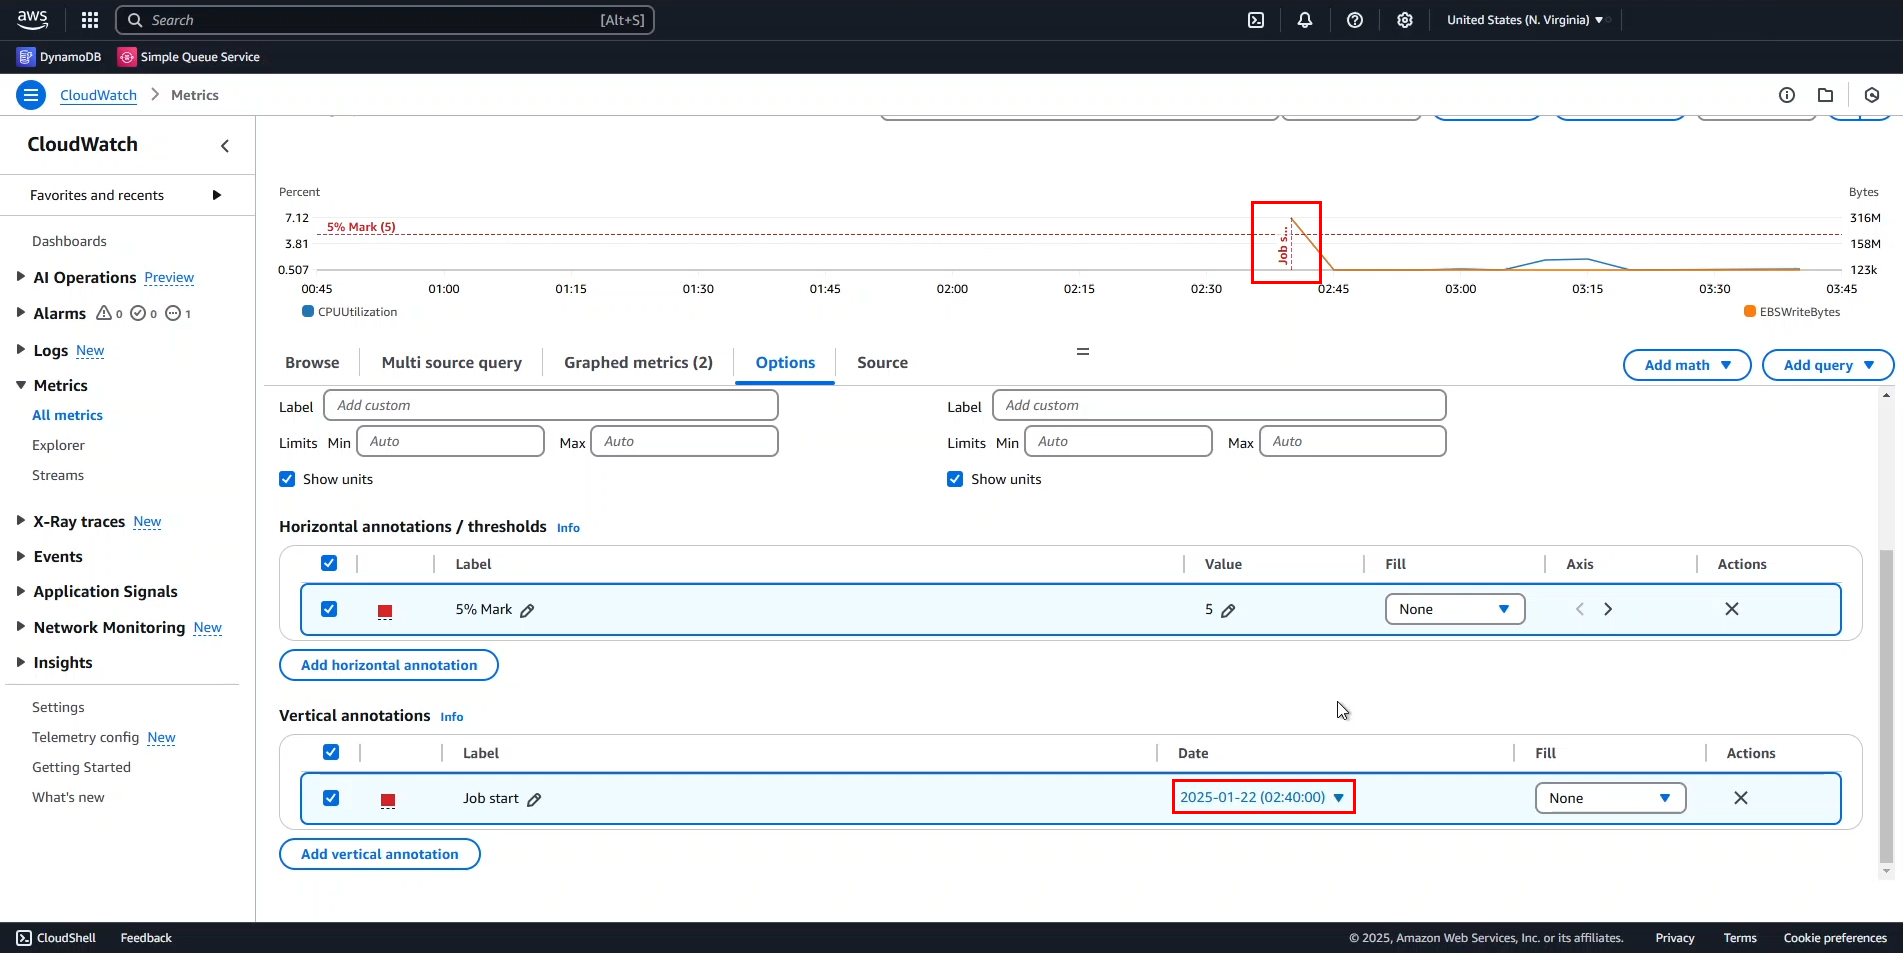 aws
Search [Alt+S]
United States (N. Virginia)
DynamoDB Simple Queue Service
CloudWatch > Metrics
CloudWatch
Favorites and recents
Dashboards
AI Operations Preview
Alarms 0 0 1
Logs New
Metrics
All metrics
Explorer
Streams
X-Ray traces New
Events
Application Signals
Network Monitoring New
Insights
Settings
Telemetry config New
Getting Started
What's new
Percent Bytes
7.12 316M
5% Mark (5)
3.81 158M
Job s...
0.507 123k
00:45 01:00 01:15 01:30 01:45 02:00 02:15 02:30 02:45 03:00 03:15 03:30 03:45
CPUUtilization EBSWriteBytes
Browse Multi source query Graphed metrics (2) Options Source Add math Add query
Label Add custom Label Add custom
Limits Min Auto Max Auto Limits Min Auto Max Auto
Show units Show units
Horizontal annotations / thresholds Info
Label Value Fill Axis Actions
5% Mark 5 None
Add horizontal annotation
Vertical annotations Info
Label Date Fill Actions
Job start 2025-01-22 (02:40:00) None
Add vertical annotation
CloudShell Feedback © 2025, Amazon Web Services, Inc. or its affiliates. Privacy Terms Cookie preferences